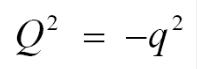 Q² = −q²